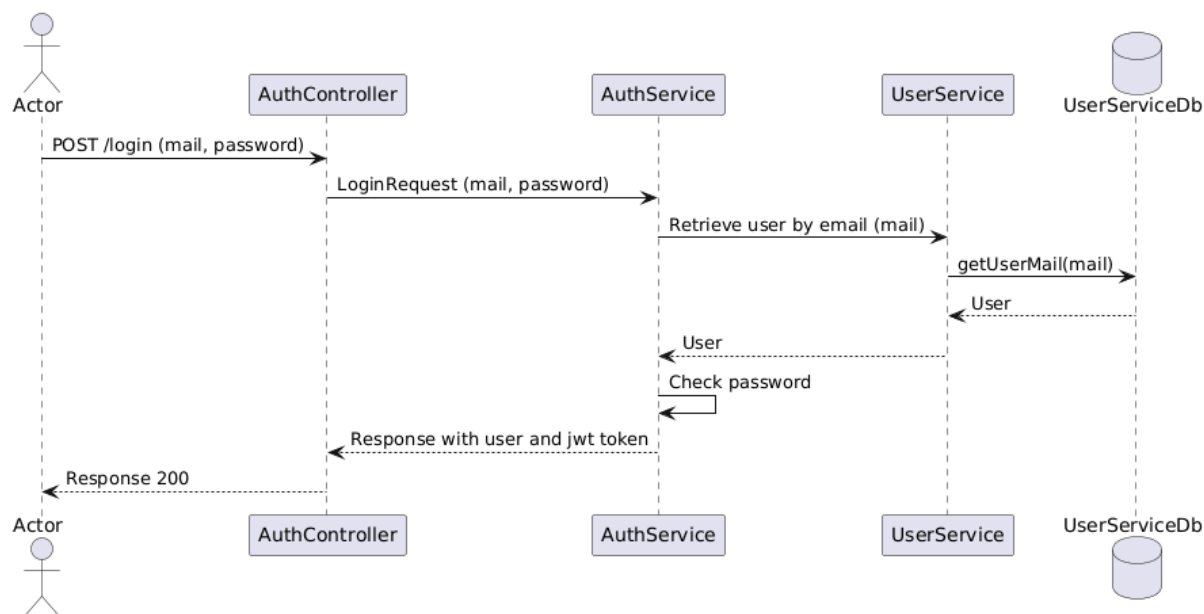 Actor
AuthController
AuthService
UserService
UserServiceDb
POST /login (mail, password)
LoginRequest (mail, password)
Retrieve user by email (mail)
getUserMail(mail)
User
User
Check password
Response with user and jwt token
Response 200
Actor
AuthController
AuthService
UserService
UserServiceDb